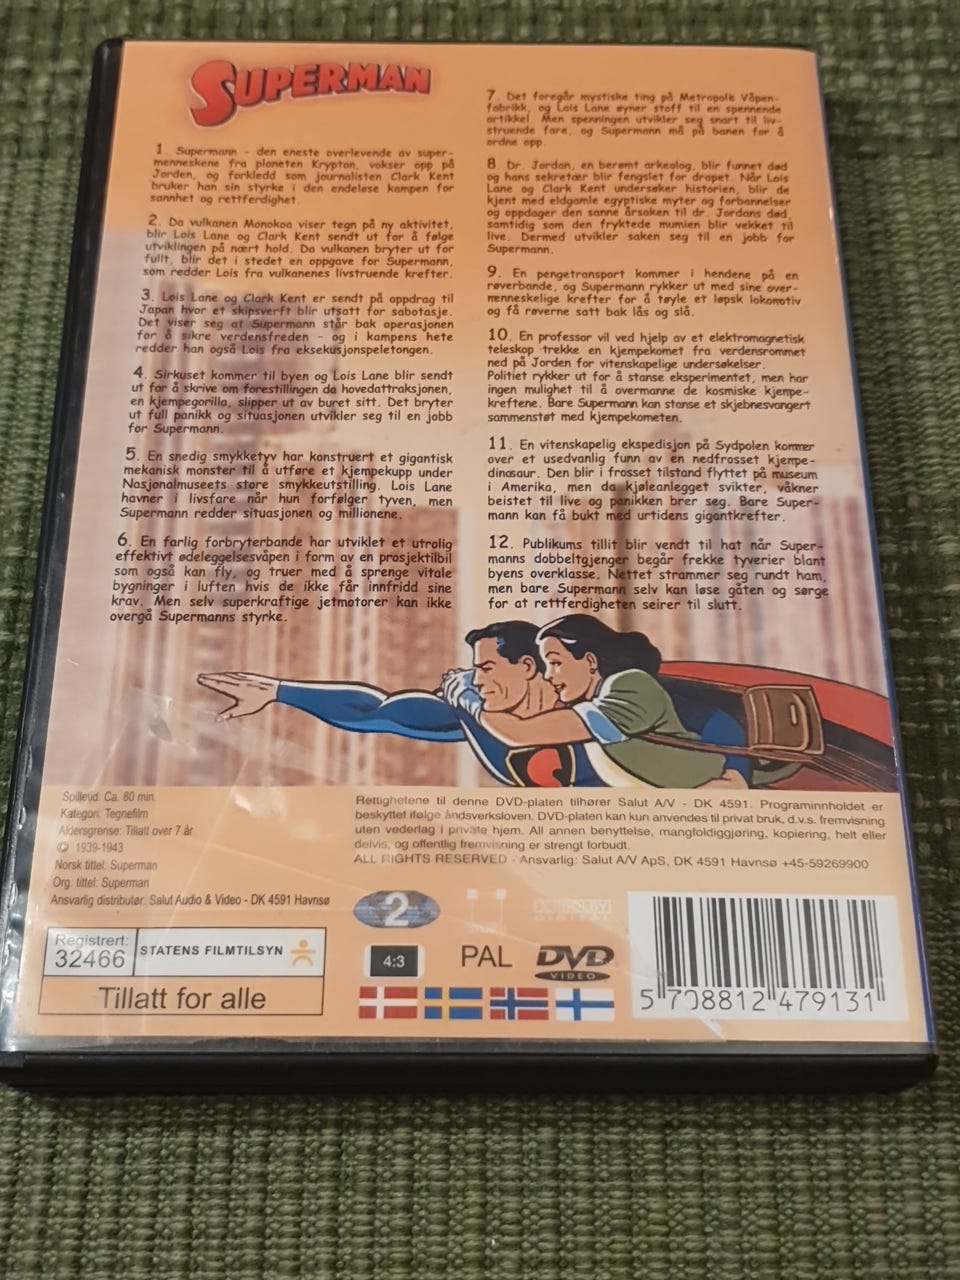 SUPERMAN
1. Supermann - den eneste overlevende av super-
menneskene fra planeten Krypton, vokser opp på
Jorden, og forkledd som journalisten Clark Kent
bruker han sin styrke i den endeløse kampen for
sannhet og rettferdighet
2. Da vulkanen Monokoa viser tegn på ny aktivitet,
blir Lois Lane og Clark Kent sendt ut for å følge
utviklingen på nært hold. Da vulkanen bryter ut for
fullt, blir det i stedet en oppgave for Supermann,
som redder Lois fra vulkanenes livstruende krefter.
3. Lois Lane og Clark Kent er sendt på oppdrag til
Japan hvor et skipsverft blir utsatt for sabotasje.
Det viser seg at Supermann står bak operasjonen
for å sikre verdensfreden - og i kampens hete
redder han også Lois fra eksekusjonspeletongen.
4. Sirkuset kommer til byen og Lois Lane blir sendt
ut for å skrive om forestillingen da hovedattraksjonen,
en kjempegorilla, slipper ut av buret sitt. Det bryter
ut full panikk og situasjonen utvikler seg til en jobb
for Supermann.
5. En snedig smykketyv har konstruert et gigantisk
mekanisk monster til å utføre et kjempekupp under
Nasjonalmuseets store smykkeutstilling. Lois Lane
havner i livsfare når hun forfølger tyven, men
Supermann redder situasjonen og millionene.
6. En farlig forbryterbande har utviklet et utrolig
effektivt ødeleggelsesvåpen i form av en prosjektilbil
som også kan fly, og truer med å sprenge vitale
bygninger i luften hvis de ikke får innfridd sine
krav. Men selv superkraftige jetmotorer kan ikke
overgå Supermanns styrke.
7. Det foregår mystiske ting på Metropolis Våpen-
fabrikk, og Lois Lane øyner stoff til en spennende
artikkel. Men spenningen utvikler seg snart til liv-
struende fare, og Supermann må på banen for å
ordne opp
8. Dr. Jordan, en berømt arkeolog, blir funnet død
og hans sekretær blir fengslet for drapet. Når Lois
Lane og Clark Kent undersøker historien, blir de
kjent med eldgamle egyptiske myter og forbannelser
og oppdager den sanne årsaken til dr. Jordans død,
samtidig som den fryktede mumien blir vekket til
live. Dermed utvikler saken seg til en jobb for
Supermann.
9. En pengetransport kommer i hendene på en
røverbande, og Supermann rykker ut med sine over-
menneskelige krefter for å tøyle et løpsk lokomotiv
og få røverne satt bak lås og slå.
10. En professor vil ved hjelp av et elektromagnetisk
teleskop trekke en kjempekomet fra verdensrommet
ned på Jorden for vitenskapelige undersøkelser.
Politiet rykker ut for å stanse eksperimentet, men har
ingen mulighet til å overmanne de kosmiske kjempe-
kreftene. Bare Supermann kan stanse et skjebnesvangert
sammenstøt med kjempekometen.
11. En vitenskapelig ekspedisjon på Sydpolen kommer
over et usedvanlig funn av en nedfrosset kjempe-
dinosaur. Den blir i frosset tilstand flyttet på museum
i Amerika, men da kjøleanlegget svikter, våkner
beistet til live og panikken brer seg. Bare Super-
mann kan få bukt med urtidens gigantkrefter.
12. Publikums tillit blir vendt til hat når Super-
manns dobbeltgjenger begår frekke tyverier blant
byens overklasse. Nettet strammer seg rundt ham,
men bare Supermann selv kan løse gåten og sørge
for at rettferdigheten seirer til slutt.
Spilletid: Ca. 80 min.
Kategori: Tegnefilm
Aldersgrense: Tillatt over 7 år
© 1939-1943
Norsk tittel: Superman
Org. tittel: Superman
Ansvarlig distributør: Salut Audio & Video - DK 4591 Havnsø
Rettighetene til denne DVD-platen tilhører Salut A/V - DK 4591. Programinnholdet er
beskyttet ifølge åndsverksloven. DVD-platen kan kun anvendes til privat bruk, d.v.s. fremvisning
uten vederlag i private hjem. All annen benyttelse, mangfoldiggjøring, kopiering, helt eller
delvis, og offentlig fremvisning er strengt forbudt.
ALL RIGHTS RESERVED - Ansvarlig: Salut A/V ApS, DK 4591 Havnsø +45-59269900
2
DOLBY
DIGITAL
Registrert:
32466
STATENS FILMTILSYN
Tillatt for alle
4:3
PAL
DVD
VIDEO
5 708812 479131